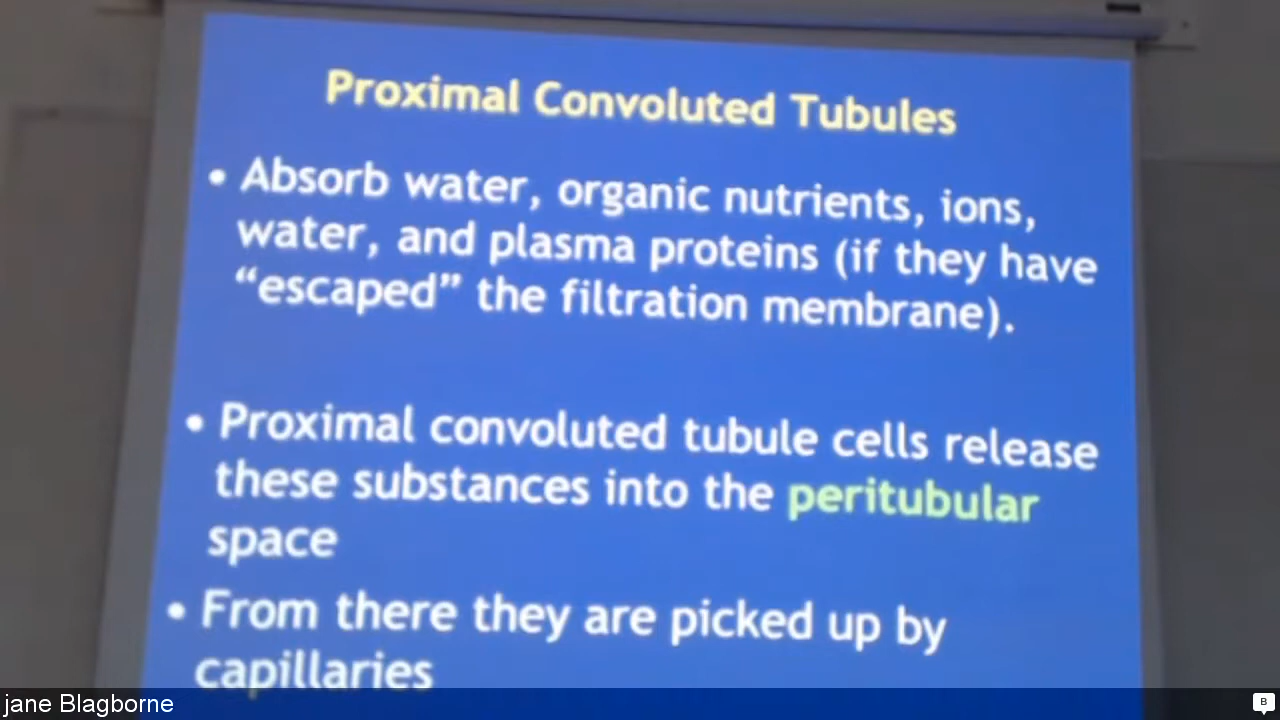 Proximal Convoluted Tubules
• Absorb water, organic nutrients, ions,
water, and plasma proteins (if they have
“escaped” the filtration membrane).
• Proximal convoluted tubule cells release
these substances into the peritubular
space
• From there they are picked up by
capillaries
jane Blagborne
B